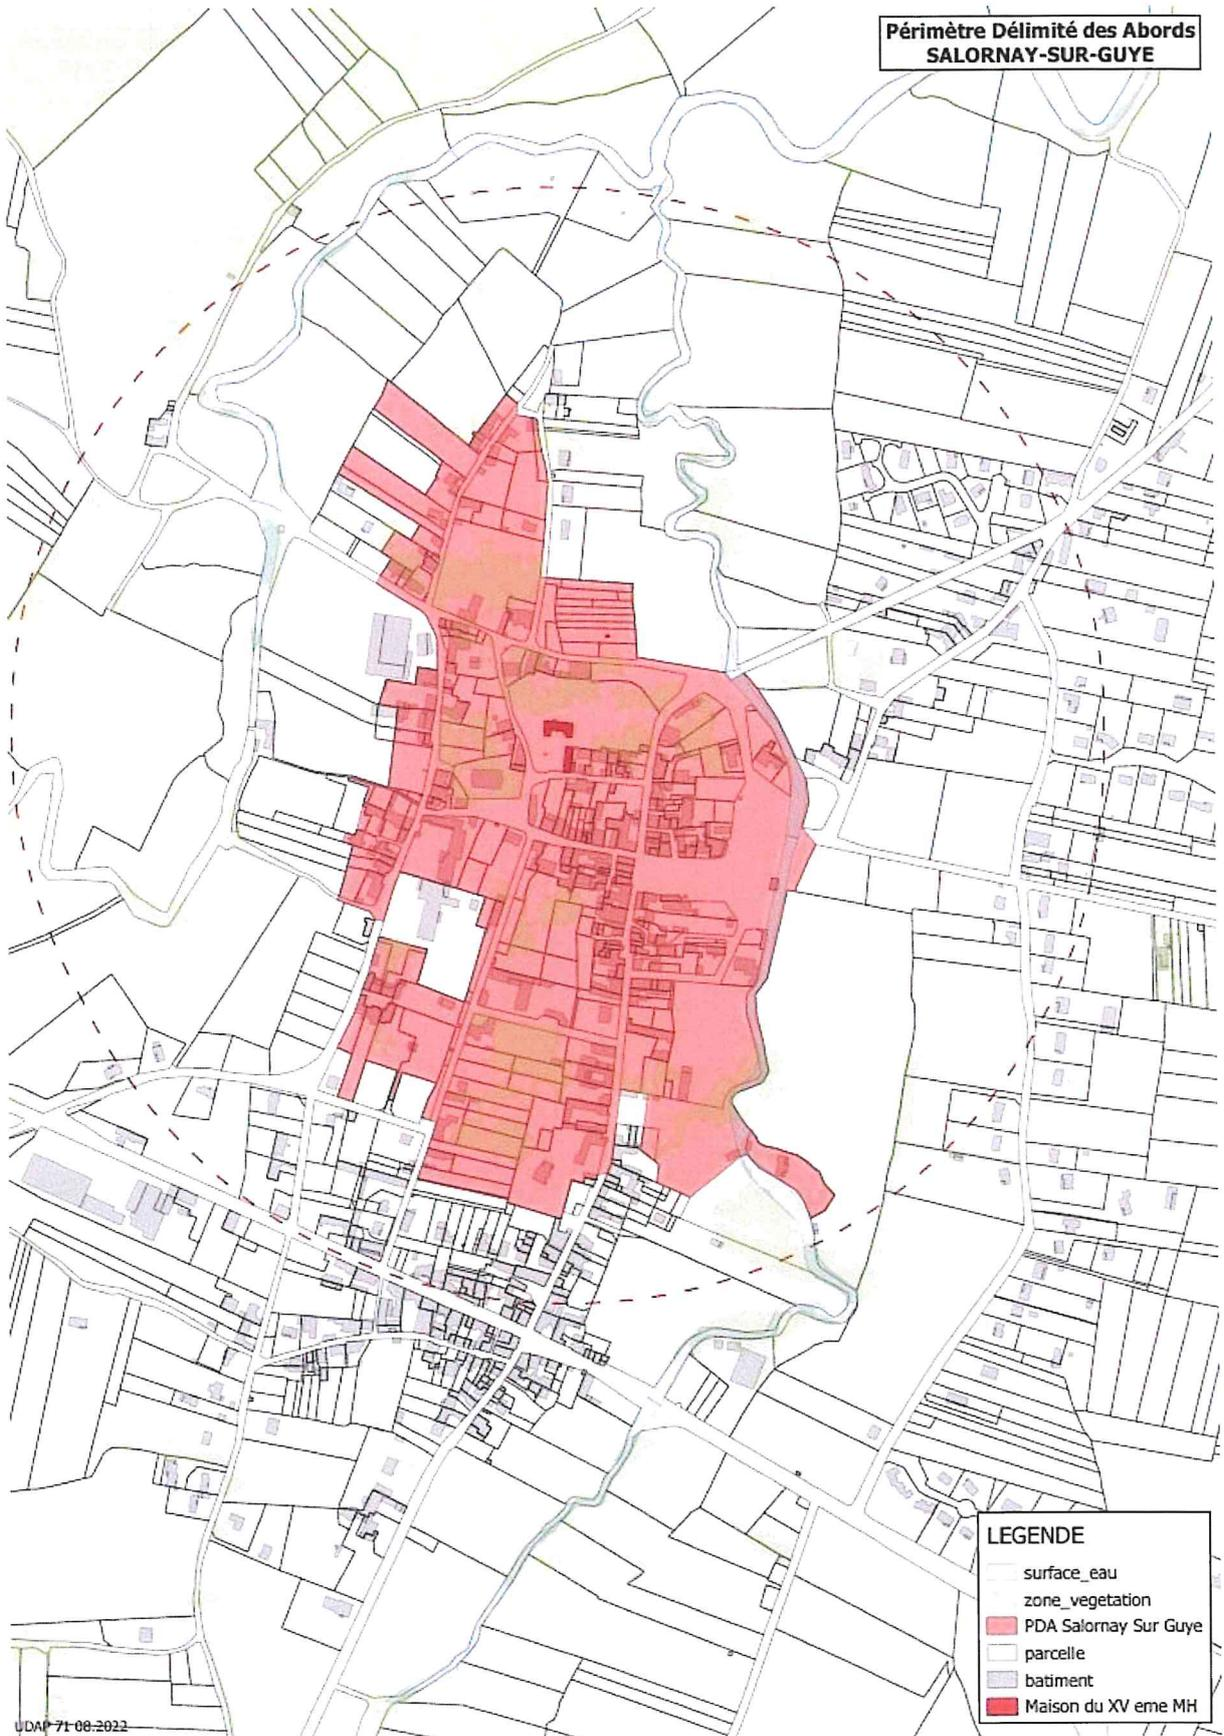 Périmètre Délimité des Abords
SALORNAY-SUR-GUYE
LEGENDE
surface_eau
zone_vegetation
PDA Salornay Sur Guye
parcelle
batiment
Maison du XV eme MH
UDAP 71 08.2022